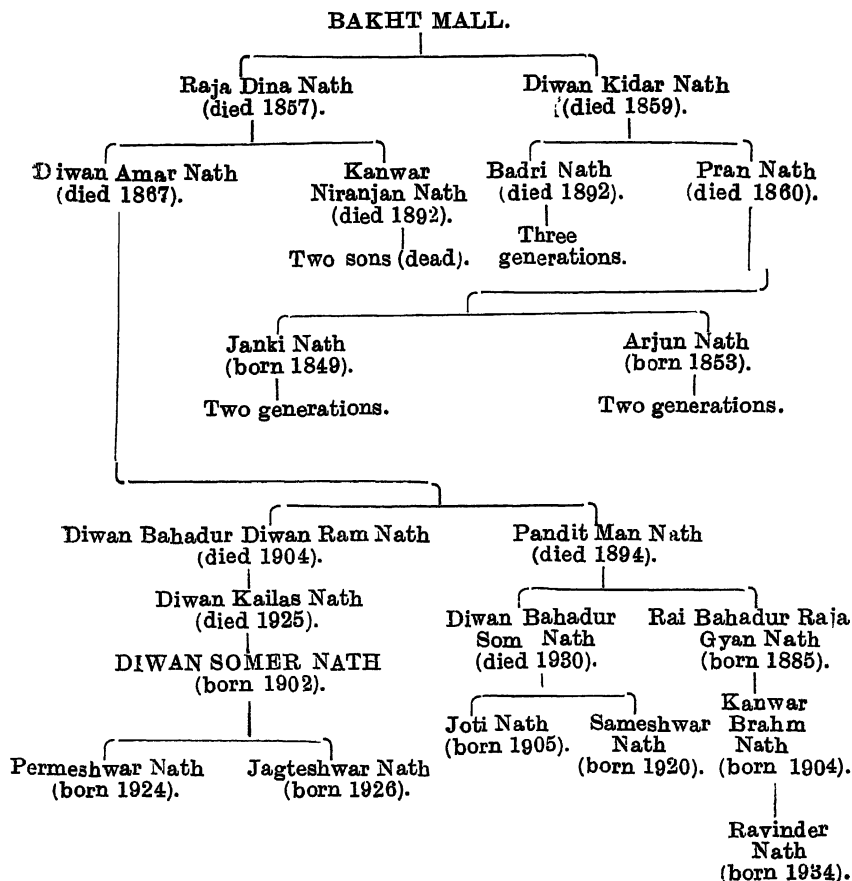 BAKHT MALL.
Raja Dina Nath
(died 1857).
Diwan Kidar Nath
(died 1859).
Diwan Amar Nath
(died 1867).
Kanwar
Niranjan Nath
(died 1892).
Two sons (dead).
Badri Nath
(died 1892).
Three
generations.
Pran Nath
(died 1860).
Janki Nath
(born 1849).
Two generations.
Arjun Nath
(born 1853).
Two generations.
Diwan Bahadur Diwan Ram Nath
(died 1904).
Diwan Kailas Nath
(died 1925).
DIWAN SOMER NATH
(born 1902).
Permeshwar Nath
(born 1924).
Jagteshwar Nath
(born 1926).
Pandit Man Nath
(died 1894).
Diwan Bahadur
Som Nath
(died 1930).
Joti Nath
(born 1905).
Sameshwar
Nath
(born 1920).
Rai Bahadur Raja
Gyan Nath
(born 1885).
Kanwar
Brahm
Nath
(born 1904).
Ravinder
Nath
(born 1934).